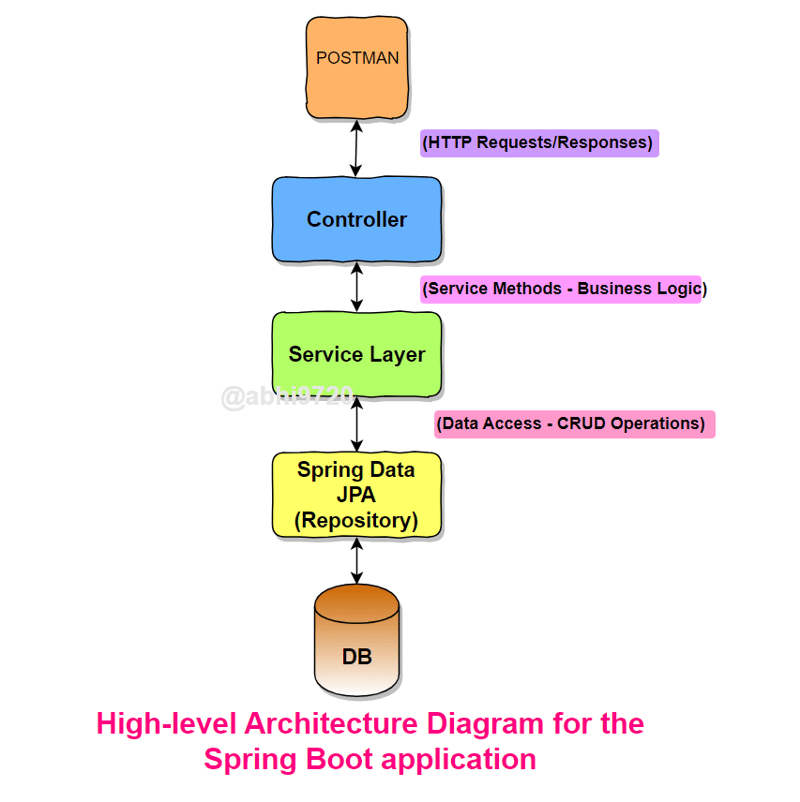 POSTMAN
(HTTP Requests/Responses)
Controller
(Service Methods - Business Logic)
Service Layer
@abhi9720
(Data Access - CRUD Operations)
Spring Data
JPA
(Repository)
DB
High-level Architecture Diagram for the
Spring Boot application